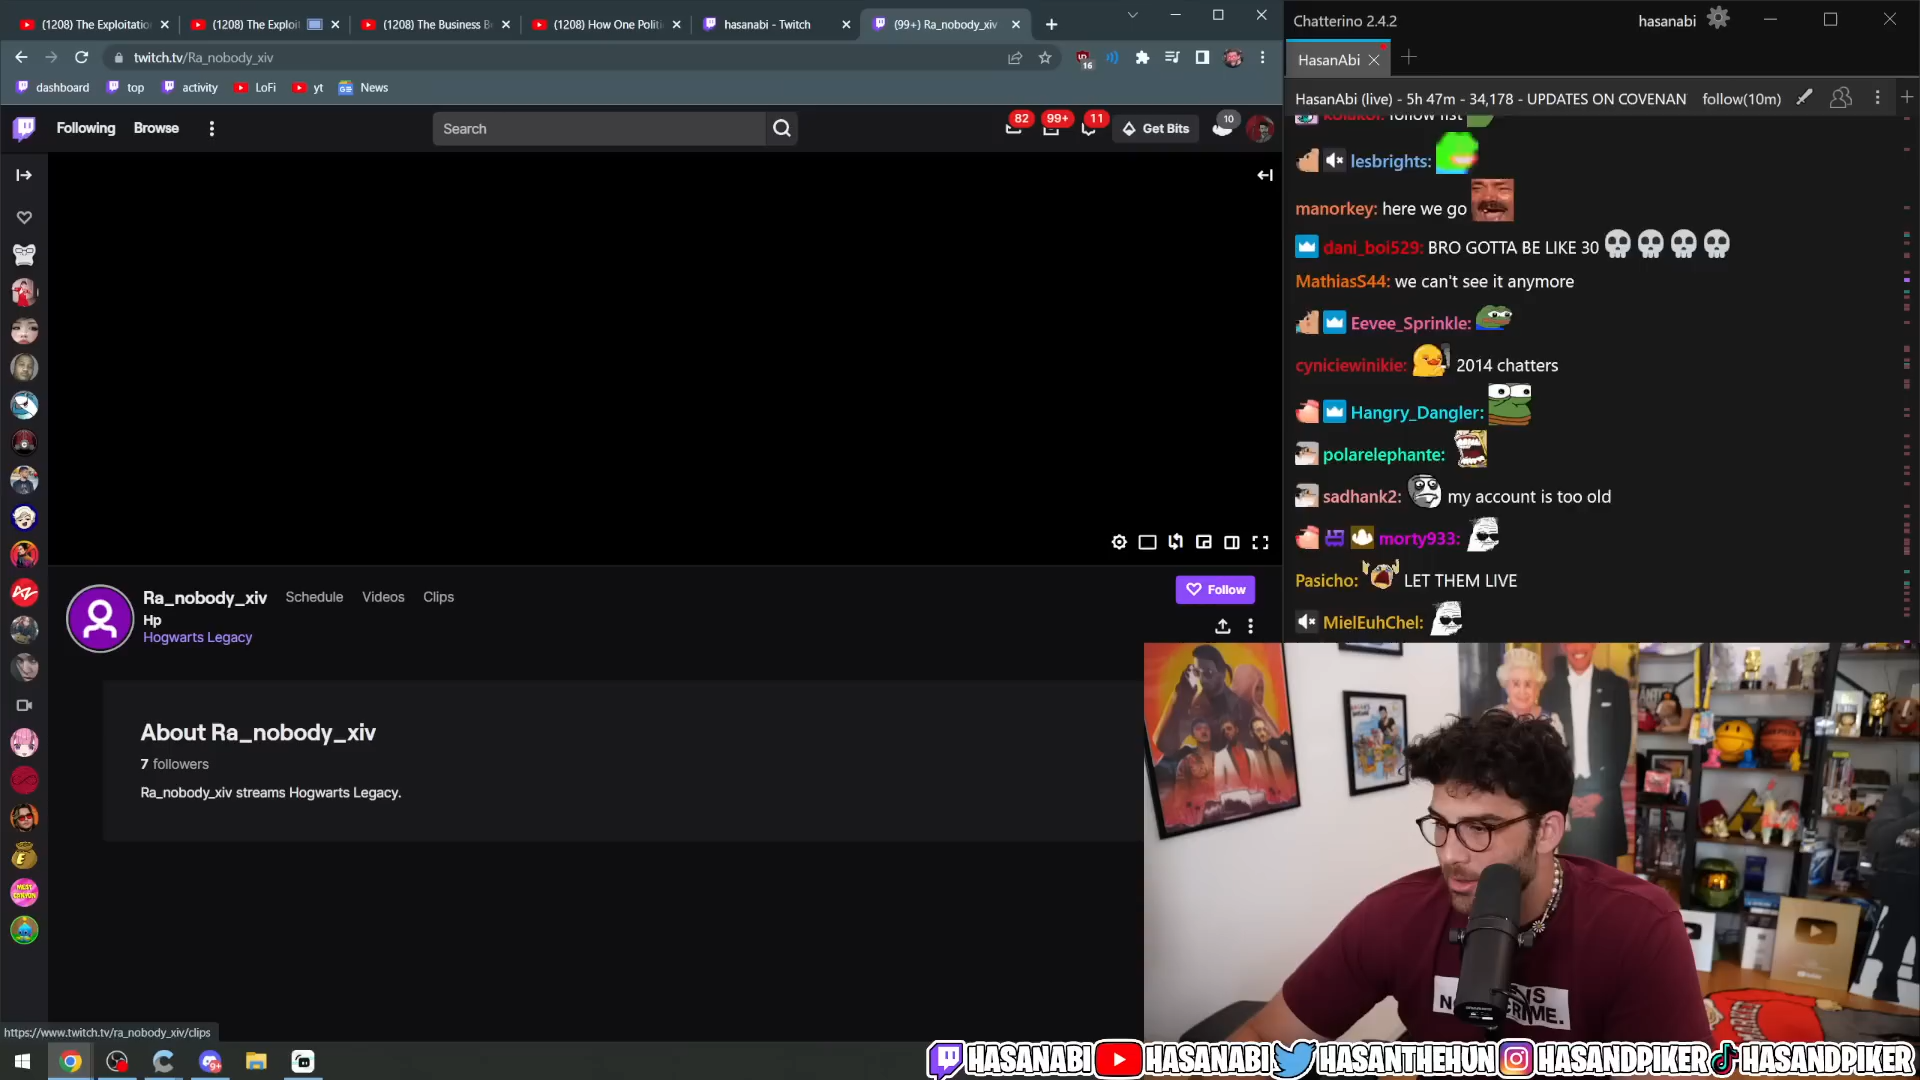 (1208) The Exploitatio
(1208) The Exploit
(1208) The Business B
(1208) How One Politi
hasanabi - Twitch
(99+) Ra_nobody_xiv
twitch.tv/Ra_nobody_xiv
16
dashboard
top
activity
LoFi
yt
News
Following
Browse
Search
82
99+
11
Get Bits
10
Ra_nobody_xiv
Schedule
Videos
Clips
Follow
Hp
Hogwarts Legacy
About Ra_nobody_xiv
7 followers
Ra_nobody_xiv streams Hogwarts Legacy.
https://www.twitch.tv/ra_nobody_xiv/clips
Chatterino 2.4.2
hasanabi
HasanAbi
HasanAbi (live) - 5h 47m - 34,178 - UPDATES ON COVENAN
follow(10m)
lesbrights:
manorkey: here we go
dani_boi529: BRO GOTTA BE LIKE 30
MathiasS44: we can't see it anymore
Eevee_Sprinkle:
cyniciewinikie: 2014 chatters
Hangry_Dangler:
polarelephante:
sadhank2: my account is too old
morty933:
Pasicho: LET THEM LIVE
MielEuhChel:
HASANABI
HASANABI
HASANTHEHUN
HASANDPIKER
HASANDPIKER